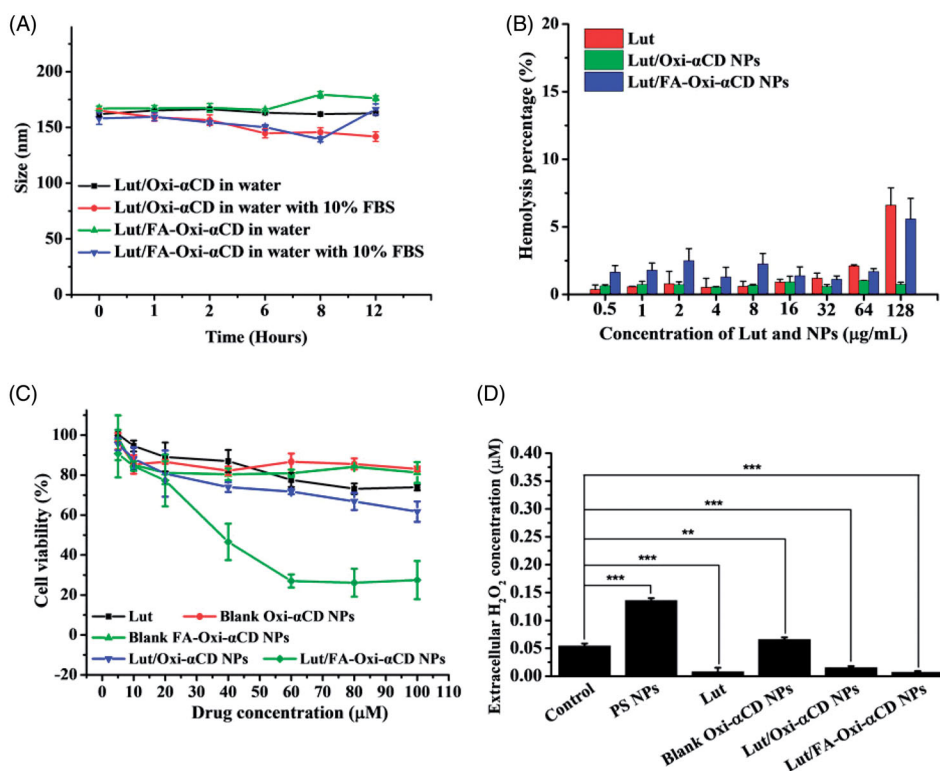 (A)
Size (nm)
200
150
100
50
0
Lut/Oxi-αCD in water
Lut/Oxi-αCD in water with 10% FBS
Lut/FA-Oxi-αCD in water
Lut/FA-Oxi-αCD in water with 10% FBS
0 1 2 6 8 12
Time (Hours)
(B)
Hemolysis percentage (%)
20
15
10
5
0
Lut
Lut/Oxi-αCD NPs
Lut/FA-Oxi-αCD NPs
0.5 1 2 4 8 16 32 64 128
Concentration of Lut and NPs (μg/mL)
(C)
Cell viability (%)
100
80
60
40
20
0
-20
Lut Blank Oxi-αCD NPs
Blank FA-Oxi-αCD NPs
Lut/Oxi-αCD NPs Lut/FA-Oxi-αCD NPs
0 10 20 30 40 50 60 70 80 90 100 110
Drug concentration (μM)
(D)
Extracellular H₂O₂ concentration (μM)
0.40
0.35
0.30
0.25
0.20
0.15
0.10
0.05
0.00
***
***
**
***
***
Control
PS NPs
Lut
Blank Oxi-αCD NPs
Lut/Oxi-αCD NPs
Lut/FA-Oxi-αCD NPs